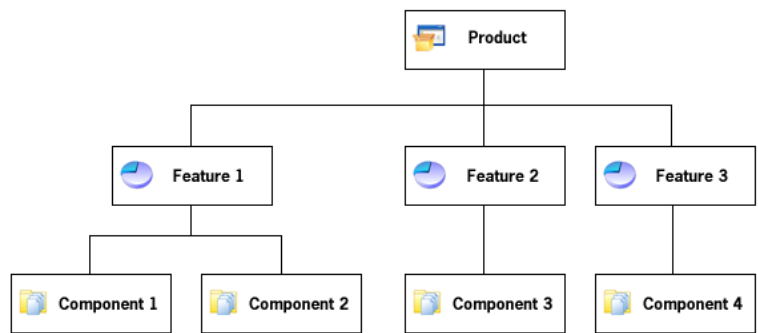 Product
Feature 1
Feature 2
Feature 3
Component 1
Component 2
Component 3
Component 4